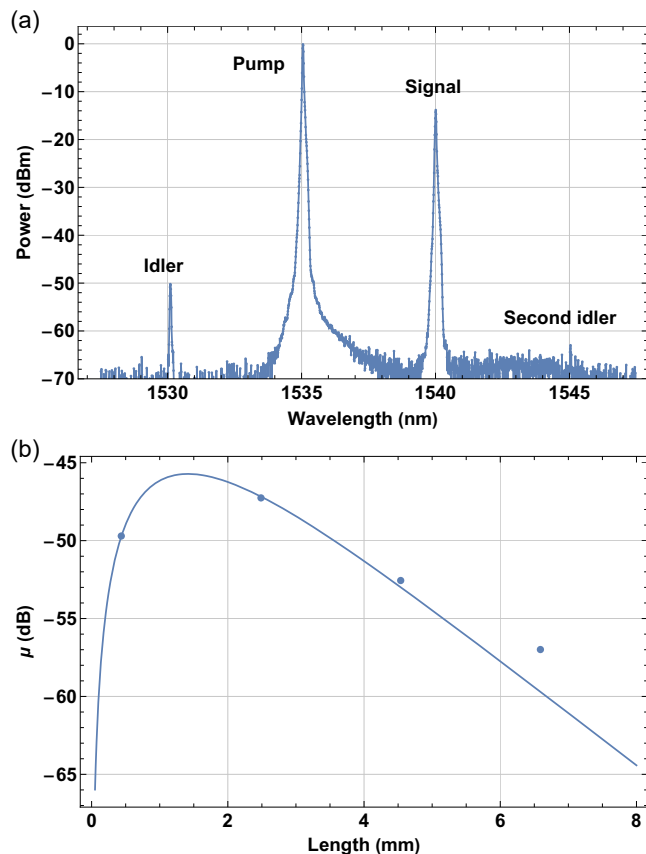 (a)
0
−10
−20
−30
−40
−50
−60
−70
Power (dBm)
Pump
Signal
Idler
Second idler
1530
1535
1540
1545
Wavelength (nm)
(b)
−45
−50
−55
−60
−65
μ (dB)
0
2
4
6
8
Length (mm)